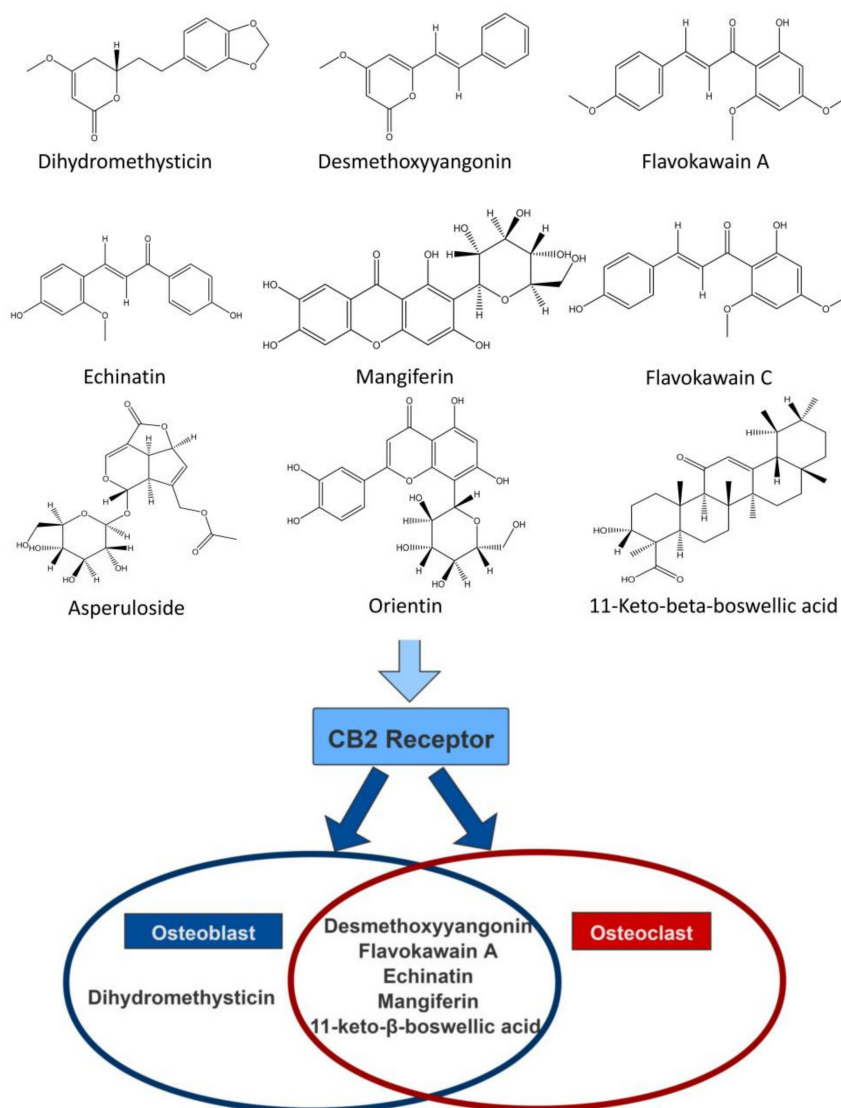 Dihydromethysticin
Desmethoxyyangonin
Flavokawain A
Echinatin
Mangiferin
Flavokawain C
Asperuloside
Orientin
11-Keto-beta-boswellic acid
CB2 Receptor
Osteoblast
Dihydromethysticin
Desmethoxyyangonin
Flavokawain A
Echinatin
Mangiferin
11-keto-β-boswellic acid
Osteoclast